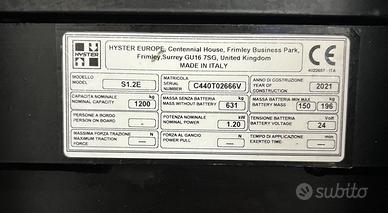 HYSTER
HYSTER EUROPE, Centennial House, Frimley Business Park,
Frimley, Surrey GU16 7SG, United Kingdom
MADE IN ITALY
CE
4022657 - ITA
MODELLO
MODEL
S1.2E
MATRICOLA
SERIAL NUMBER
C440T02666V
ANNO DI COSTRUZIONE
YEAR OF CONSTRUCTION
2021
CAPACITA NOMINALE kg
NOMINAL CAPACITY
1200
MASSA SENZA BATTERIA kg
MASS WITHOUT BATTERY
631
MASSA BATTERIA MIN MAX kg
BATTERY MASS
150 196
PERSONE A BORDO
PERSON ON BOARD
-
POTENZA NOMINALE kW
NOMINAL POWER
1.20
TENSIONE BATTERIA Volt
BATTERY VOLTAGE
24
MASSIMA FORZA TRAZIONE N
MAXIMUM TRACTION FORCE
-
FORZA AL GANCIO N
POWER PULL
-
TEMPO DI APPLICAZIONE min
EXERTED TIME
-
subito